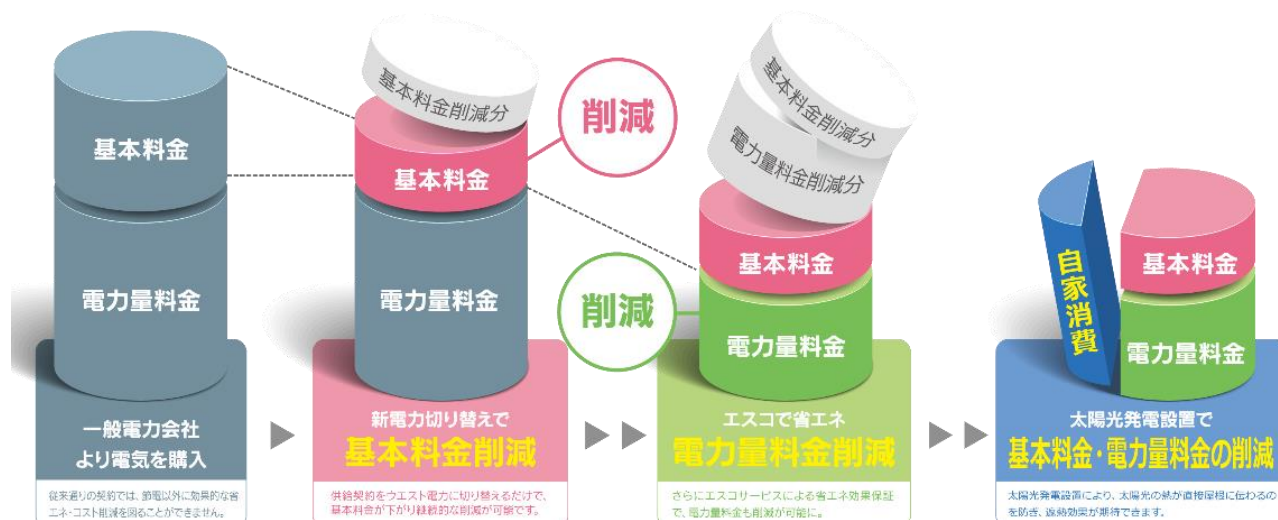 基本料金
電力量料金
一般電力会社
より電気を購入
従来通りの契約では、節電以外に効果的な省
エネ・コスト削減を図ることができません。
基本料金削減分
基本料金
電力量料金
削減
新電力切り替えで
基本料金削減
供給契約をウエスト電力に切り替えるだけで、
基本料金が下がり継続的な削減が可能です。
基本料金削減分
電力量料金削減分
基本料金
電力量料金
削減
エスコで省エネ
電力量料金削減
さらにエスコサービスによる省エネ効果保証
で、電力量料金も削減が可能に。
自家消費
基本料金
電力量料金
太陽光発電設置で
基本料金・電力量料金の削減
太陽光発電設置により、太陽光の熱が直接屋根に伝わるの
を防ぎ、遮熱効果が期待できます。